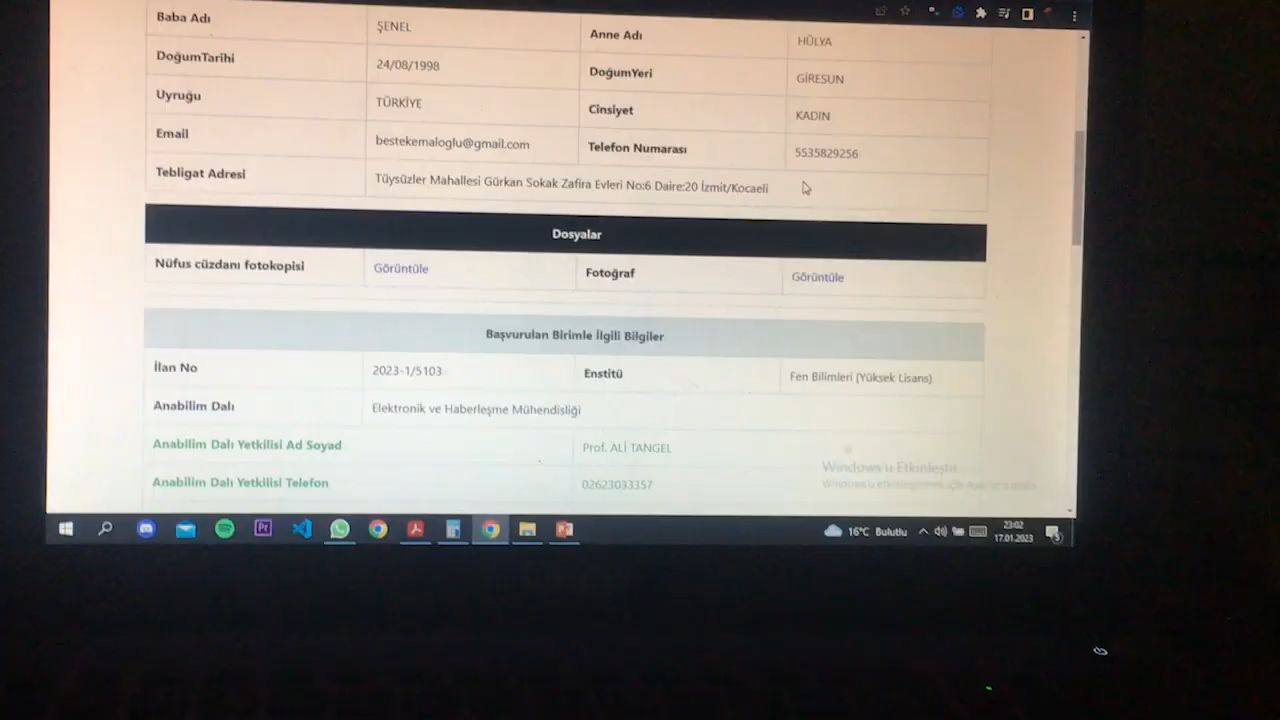 Baba Adı ŞENEL Anne Adı HÜLYA
DoğumTarihi 24/08/1998 DoğumYeri GİRESUN
Uyruğu TÜRKİYE Cinsiyet KADIN
Email bestekemaloglu@gmail.com Telefon Numarası 5535829256
Tebligat Adresi Tüysüzler Mahallesi Gürkan Sokak Zafira Evleri No:6 Daire:20 İzmit/Kocaeli
Dosyalar
Nüfus cüzdanı fotokopisi Görüntüle Fotoğraf Görüntüle
Başvurulan Birimle İlgili Bilgiler
İlan No 2023-1/5103 Enstitü Fen Bilimleri (Yüksek Lisans)
Anabilim Dalı Elektronik ve Haberleşme Mühendisliği
Anabilim Dalı Yetkilisi Ad Soyad Prof. ALİ TANGEL
Anabilim Dalı Yetkilisi Telefon 02623033357
Windows'u Etkinleştir
Windows'u etkinleştirmek için
16°C Bulutlu 23:02
17.01.2023